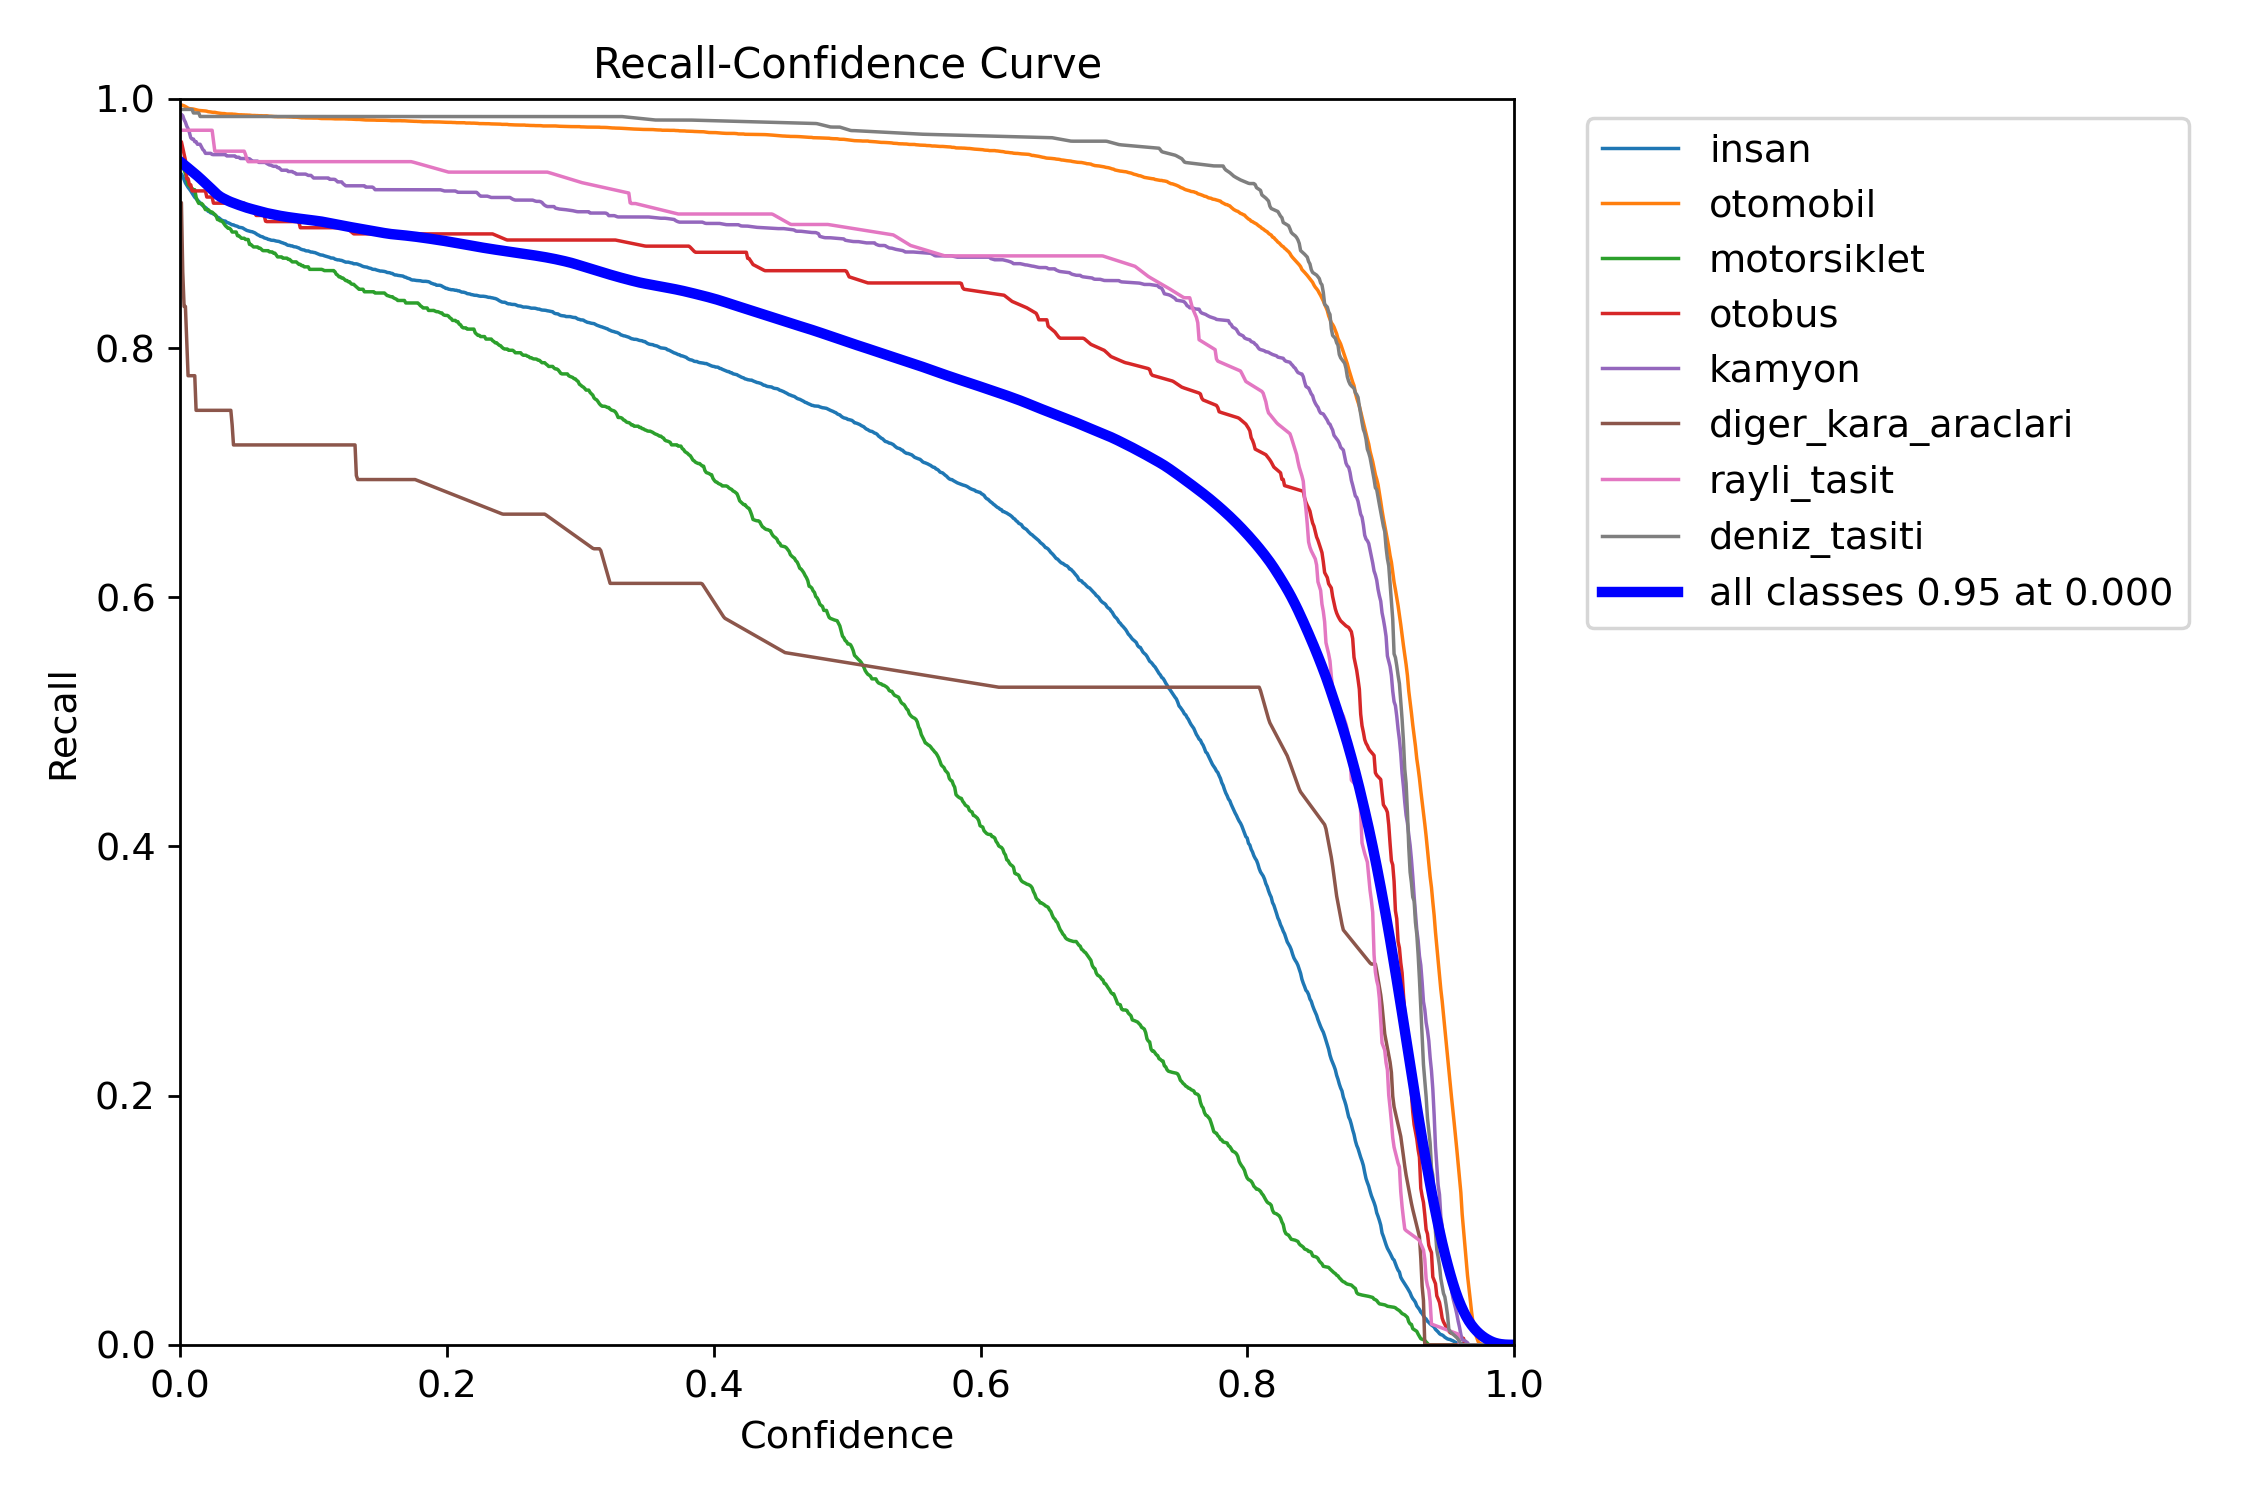 Recall-Confidence Curve
1.0
0.8
0.6
0.4
0.2
0.0
Recall
0.0 0.2 0.4 0.6 0.8 1.0
Confidence
insan
otomobil
motorsiklet
otobus
kamyon
diger_kara_araclari
rayli_tasit
deniz_tasiti
all classes 0.95 at 0.000